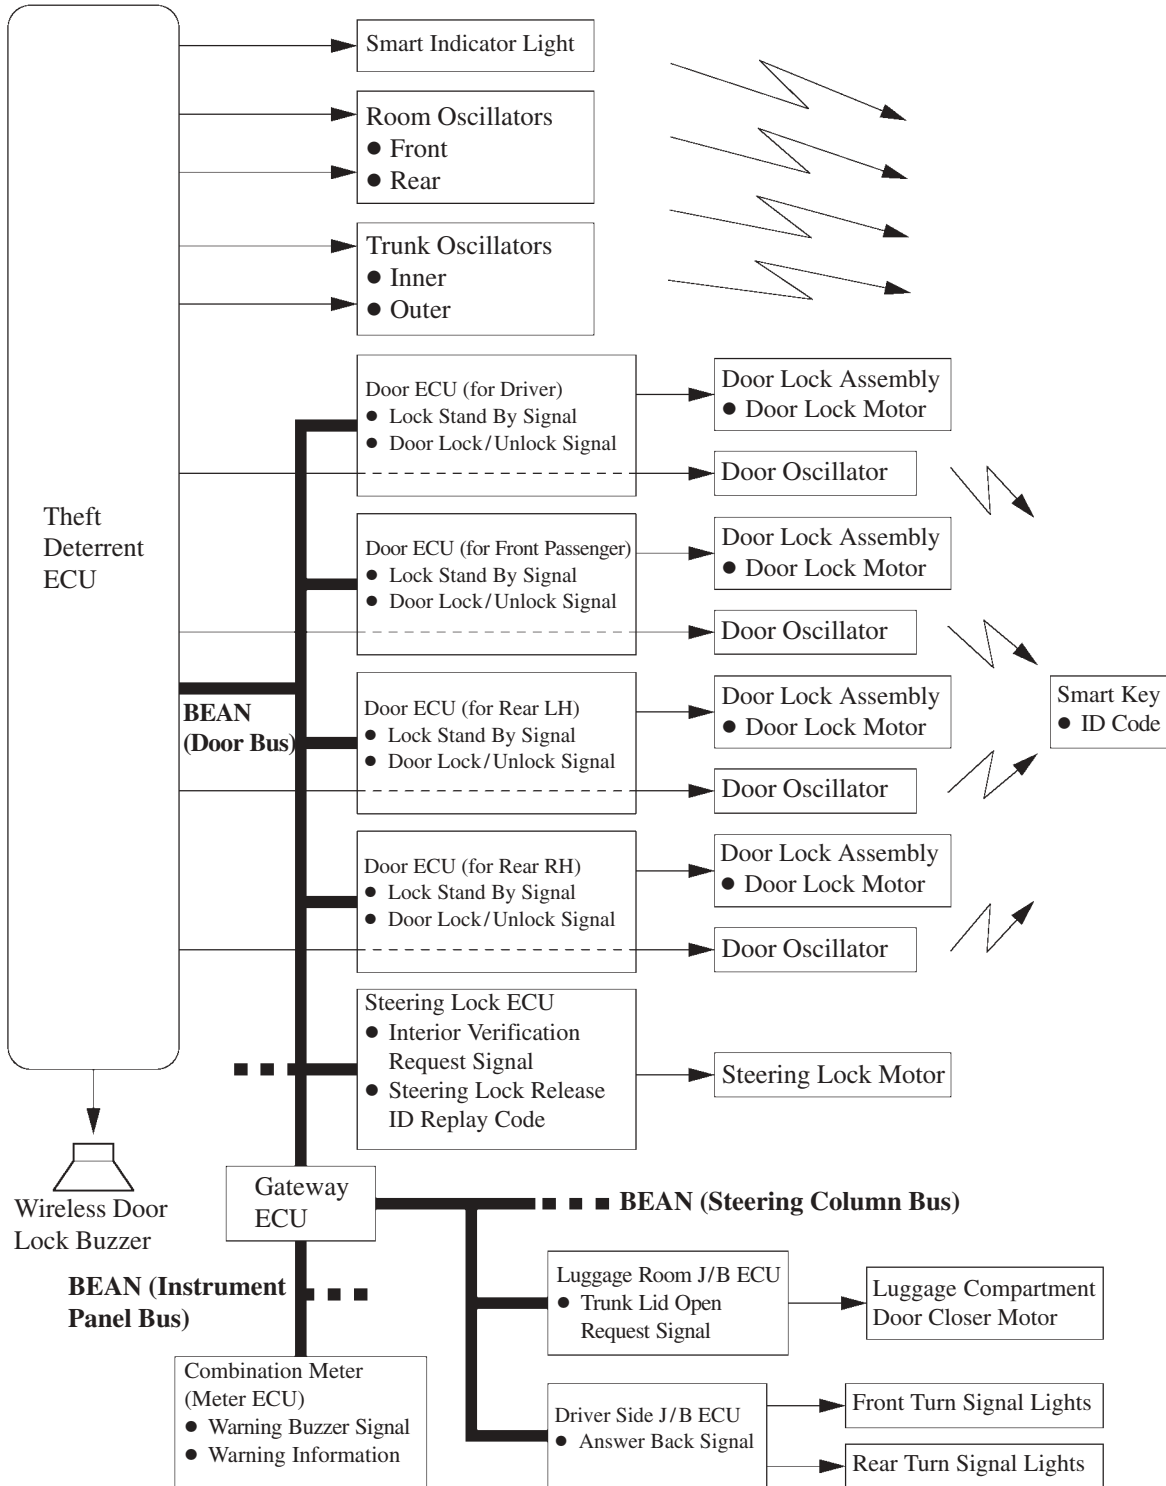 Smart Indicator Light
Room Oscillators
● Front
● Rear
Trunk Oscillators
● Inner
● Outer
Door ECU (for Driver)
● Lock Stand By Signal
● Door Lock/Unlock Signal
Door Lock Assembly
● Door Lock Motor
Door Oscillator
Theft
Deterrent
ECU
Door ECU (for Front Passenger)
● Lock Stand By Signal
● Door Lock/Unlock Signal
Door Lock Assembly
● Door Lock Motor
Door Oscillator
BEAN
(Door Bus)
Door ECU (for Rear LH)
● Lock Stand By Signal
● Door Lock/Unlock Signal
Door Lock Assembly
● Door Lock Motor
Door Oscillator
Smart Key
● ID Code
Door ECU (for Rear RH)
● Lock Stand By Signal
● Door Lock/Unlock Signal
Door Lock Assembly
● Door Lock Motor
Door Oscillator
Steering Lock ECU
● Interior Verification
Request Signal
● Steering Lock Release
ID Replay Code
Steering Lock Motor
Wireless Door
Lock Buzzer
Gateway
ECU
BEAN (Steering Column Bus)
BEAN (Instrument
Panel Bus)
Luggage Room J/B ECU
● Trunk Lid Open
Request Signal
Luggage Compartment
Door Closer Motor
Combination Meter
(Meter ECU)
● Warning Buzzer Signal
● Warning Information
Driver Side J/B ECU
● Answer Back Signal
Front Turn Signal Lights
Rear Turn Signal Lights